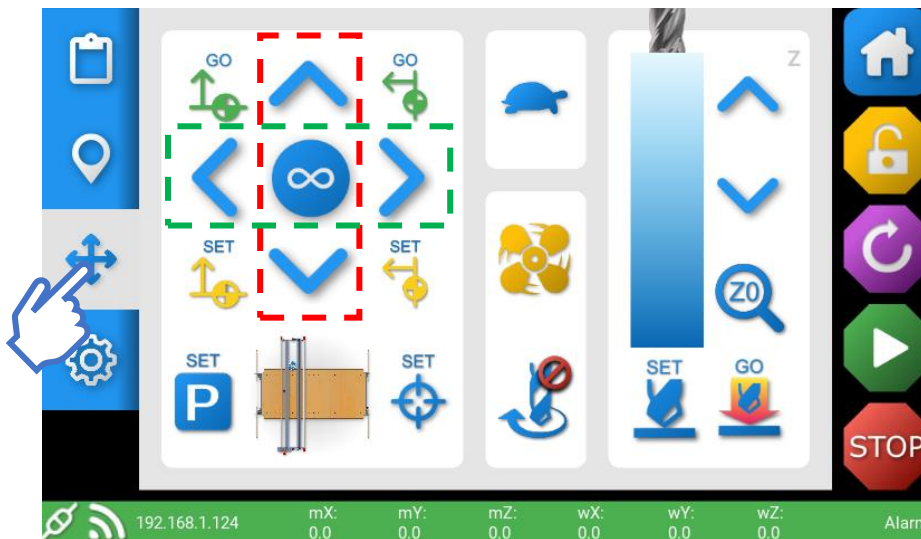 GO
GO
Z
∞
SET
SET
Z0
SET
P
SET
SET
GO
STOP
192.168.1.124
mX:
0.0
mY:
0.0
mZ:
0.0
wX:
0.0
wY:
0.0
wZ:
0.0
Alarm